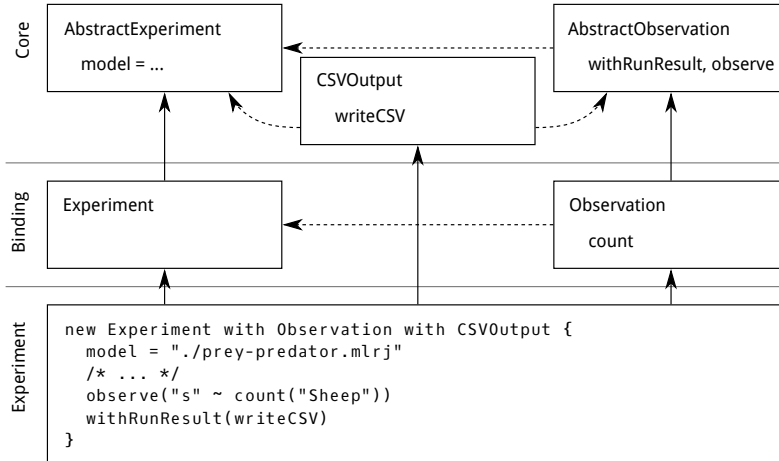 Core
AbstractExperiment
model = ...
CSVOutput
writeCSV
AbstractObservation
withRunResult, observe
Binding
Experiment
Observation
count
Experiment
new Experiment with Observation with CSVOutput {
  model = "./prey-predator.mlrj"
  /* ... */
  observe("s" ~ count("Sheep"))
  withRunResult(writeCSV)
}